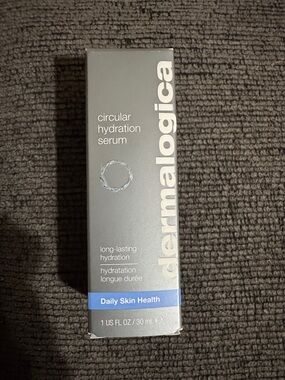 circular
hydration
serum
dermalogica
long-lasting
hydration
hydratation
longue durée
Daily Skin Health
1 US FL OZ / 30 mL